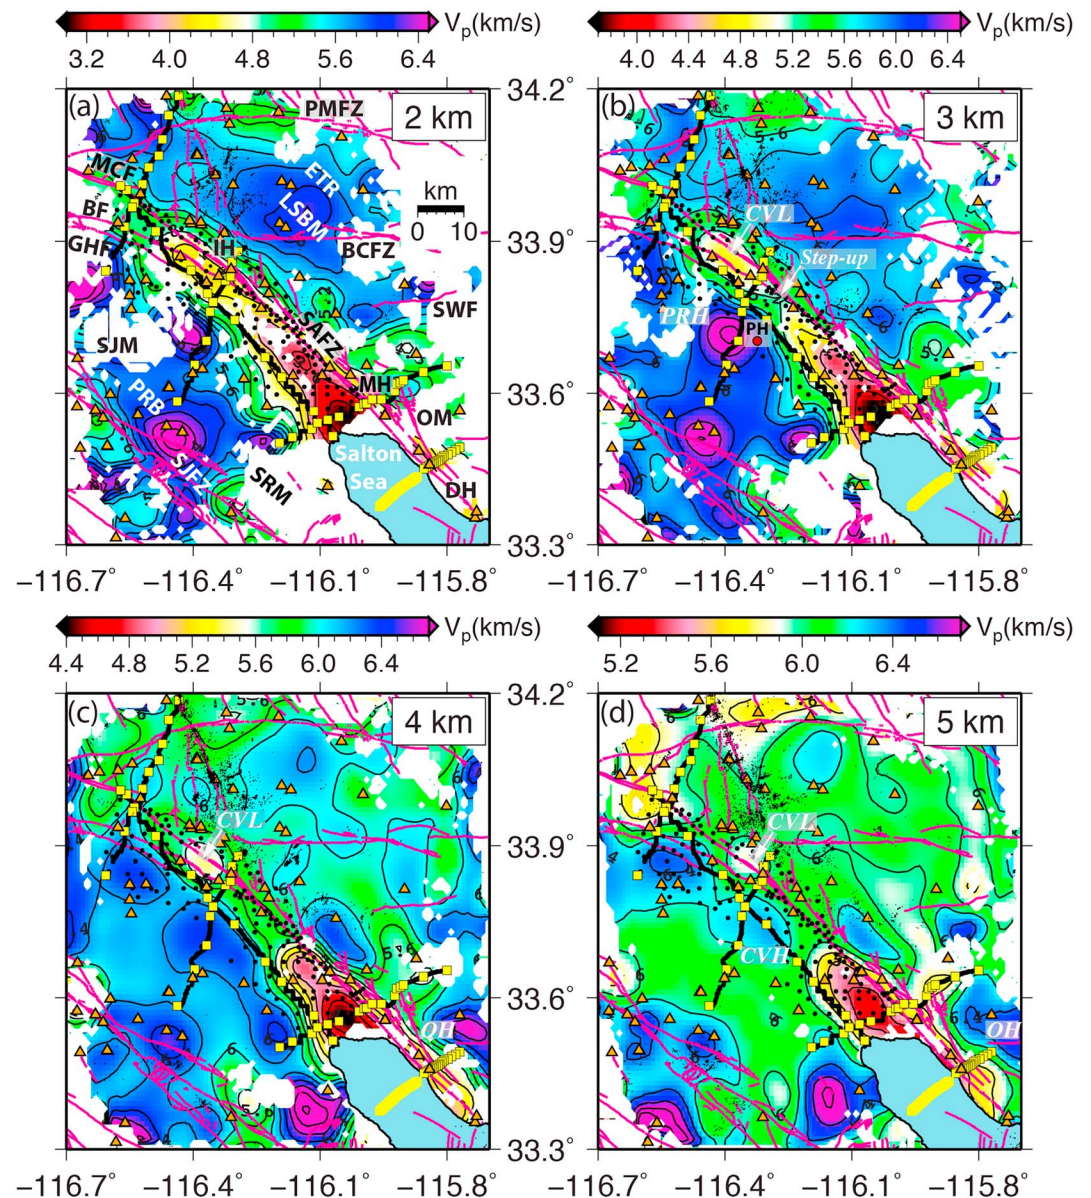 Vp(km/s)
3.2 4.0 4.8 5.6 6.4
Vp(km/s)
4.0 4.6 5.2 5.8 6.4
(a)
PMFZ
2 km
34.2°
(b)
3 km
5.6
MCF
ETR
km
BF
LSBM
0 10
CVL
GHF
IH
BCFZ
33.9°
Step-up
SWF
PRH
SJM
SAFZ
PH
PRB
MH
33.6°
OM
Salton
Sea
SJFZ
SRM
DH
33.3°
−116.7° −116.4° −116.1° −115.8°
−116.7° −116.4° −116.1° −115.8°
Vp(km/s)
4.4 4.8 5.2 5.6 6.0 6.4
Vp(km/s)
5.2 5.6 6.0 6.4
(c)
4 km
34.2°
(d)
5 km
CVL
CVL
33.9°
CVH
33.6°
OH
OH
33.3°
−116.7° −116.4° −116.1° −115.8°
−116.7° −116.4° −116.1° −115.8°